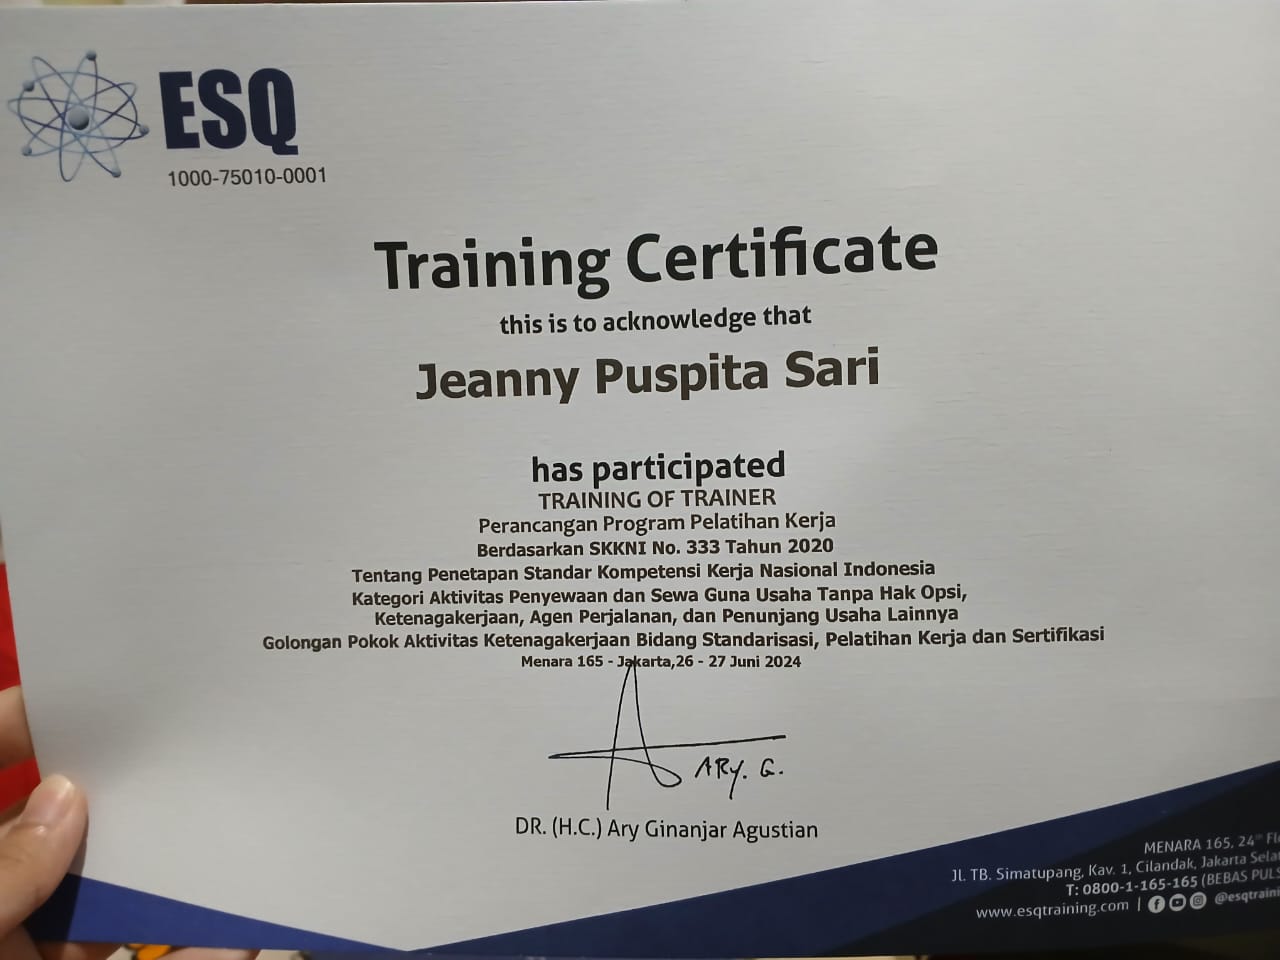 ESQ
1000-75010-0001
Training Certificate
this is to acknowledge that
Jeanny Puspita Sari
has participated
TRAINING OF TRAINER
Perancangan Program Pelatihan Kerja
Berdasarkan SKKNI No. 333 Tahun 2020
Tentang Penetapan Standar Kompetensi Kerja Nasional Indonesia
Kategori Aktivitas Penyewaan dan Sewa Guna Usaha Tanpa Hak Opsi,
Ketenagakerjaan, Agen Perjalanan, dan Penunjang Usaha Lainnya
Golongan Pokok Aktivitas Ketenagakerjaan Bidang Standarisasi, Pelatihan Kerja dan Sertifikasi
Menara 165 - Jakarta,26 - 27 Juni 2024
ARY. G.
DR. (H.C.) Ary Ginanjar Agustian
MENARA 165, 24th
JL. TB. Simatupang, Kav. 1, Cilandak, Jakarta
T: 0800-1-165-165 (BEBAS
www.esqtraining.com |